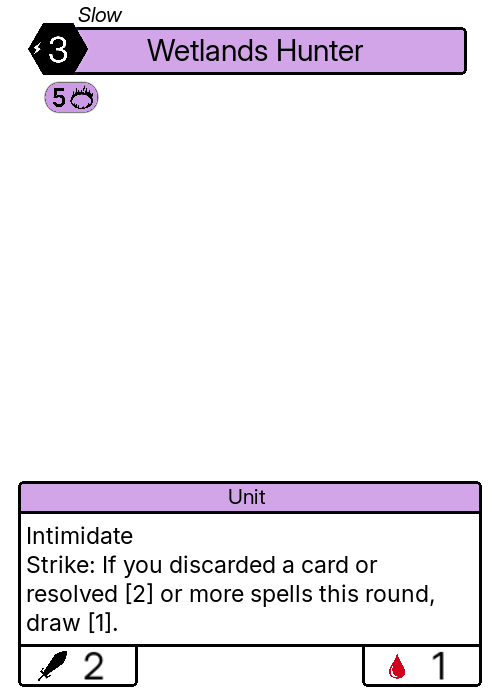 Slow
3 Wetlands Hunter
5
Unit
Intimidate
Strike: If you discarded a card or
resolved [2] or more spells this round,
draw [1].
2 1